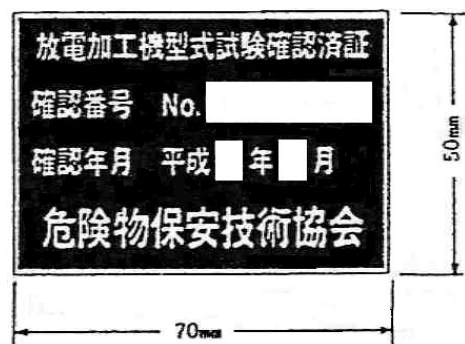 放電加工機型式試験確認済証
確認番号 No.
確認年月 平成 年 月
危険物保安技術協会
50mm
70mm